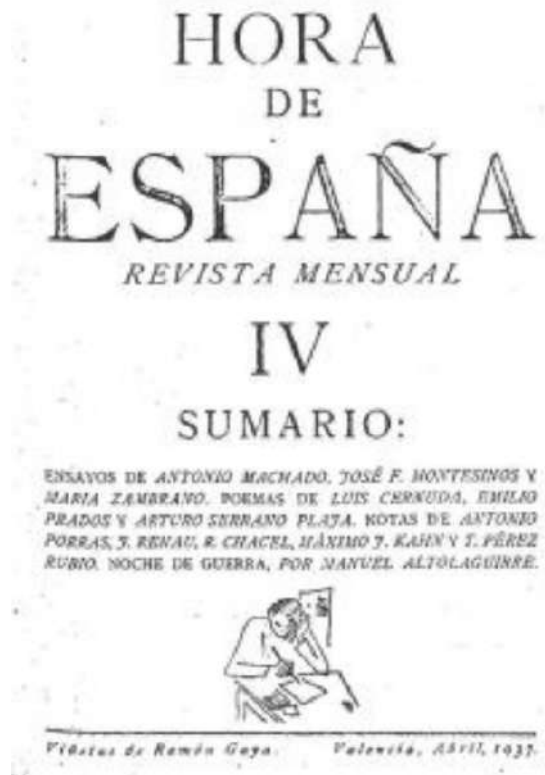 HORA
DE
ESPAÑA
REVISTA MENSUAL
IV
SUMARIO:
ENSAYOS DE ANTONIO MACHADO, JOSÉ F. MONTESINOS Y
MARIA ZAMBRANO. POEMAS DE LUIS CERNUDA, EMILIO
PRADOS Y ARTURO SERRANO PLAJA. NOTAS DE ANTONIO
PORRAS, J. RENAU, R. CHACEL, MÁXIMO J. KAHN Y T. PÉREZ
RUBIO. NOCHE DE GUERRA, POR MANUEL ALTOLAGUIRRE.
Viñetas de Ramón Gaya. Valencia, Abril, 1937.